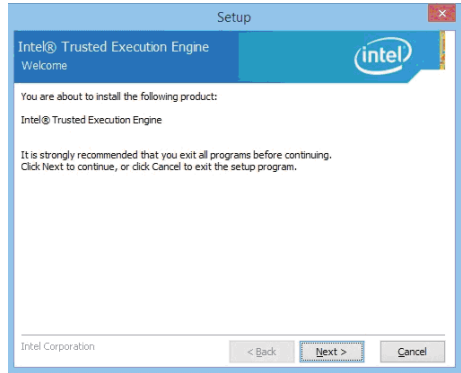 Setup
Intel® Trusted Execution Engine
Welcome
intel
You are about to install the following product:
Intel® Trusted Execution Engine
It is strongly recommended that you exit all programs before continuing.
Click Next to continue, or click Cancel to exit the setup program.
Intel Corporation
< Back
Next >
Cancel